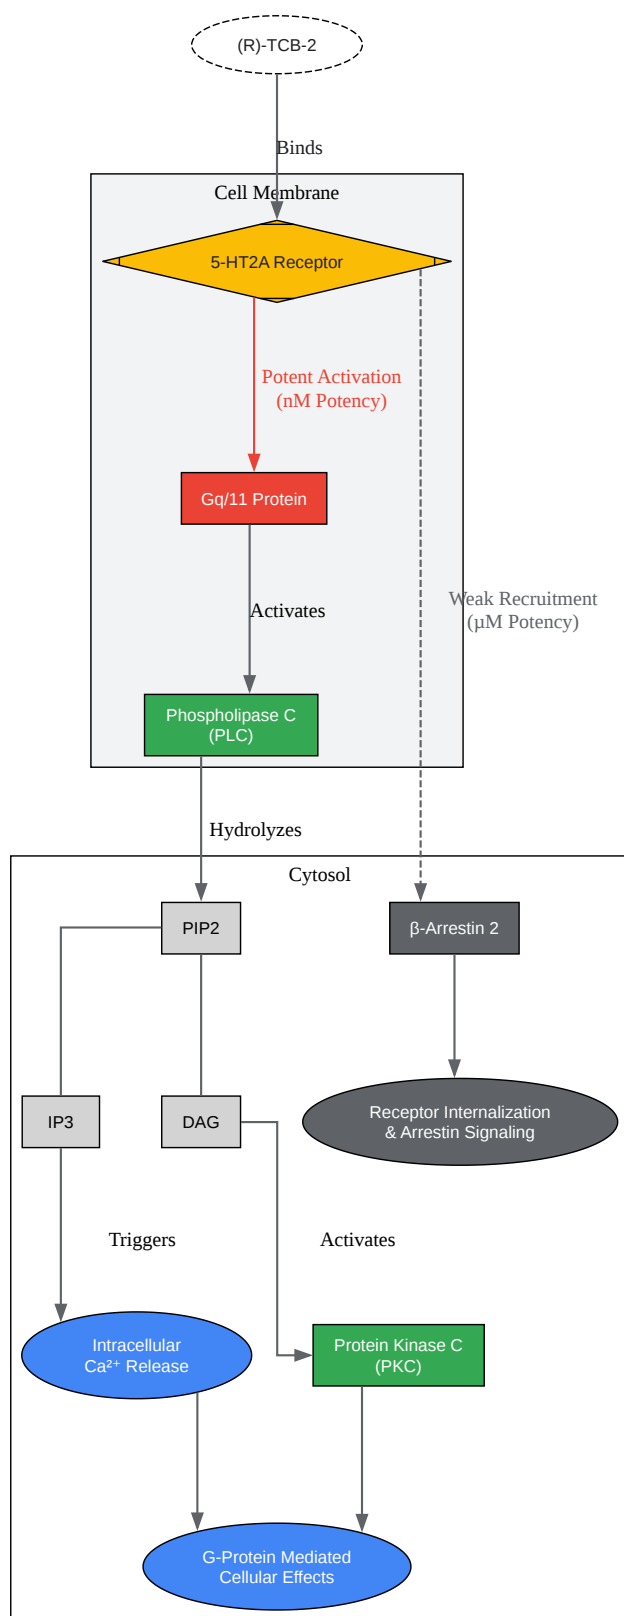 (R)-TCB-2
Binds
Cell Membrane
5-HT2A Receptor
Potent Activation
(nM Potency)
Gq/11 Protein
Weak Recruitment
(µM Potency)
Activates
Phospholipase C
(PLC)
Hydrolyzes
Cytosol
PIP2
β-Arrestin 2
IP3
DAG
Receptor Internalization
& Arrestin Signaling
Triggers
Activates
Intracellular
Ca²⁺ Release
Protein Kinase C
(PKC)
G-Protein Mediated
Cellular Effects